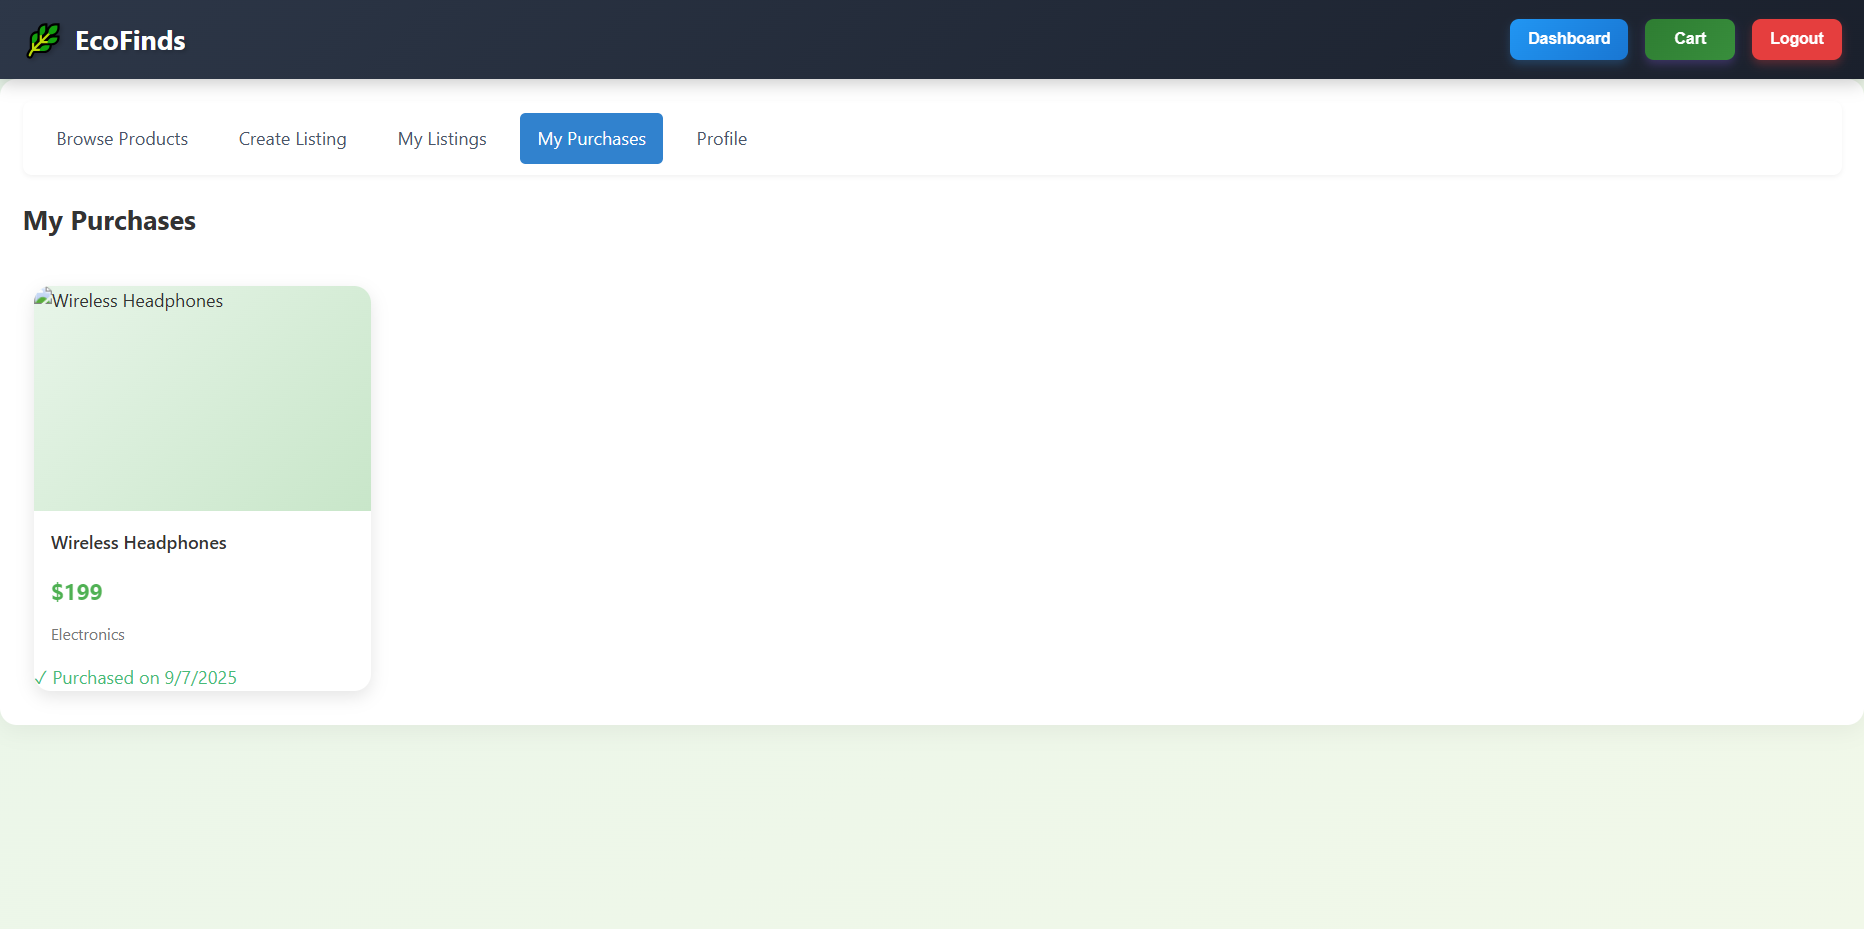 EcoFinds
Dashboard
Cart
Logout
Browse Products
Create Listing
My Listings
My Purchases
Profile
My Purchases
Wireless Headphones
Wireless Headphones
$199
Electronics
✓ Purchased on 9/7/2025